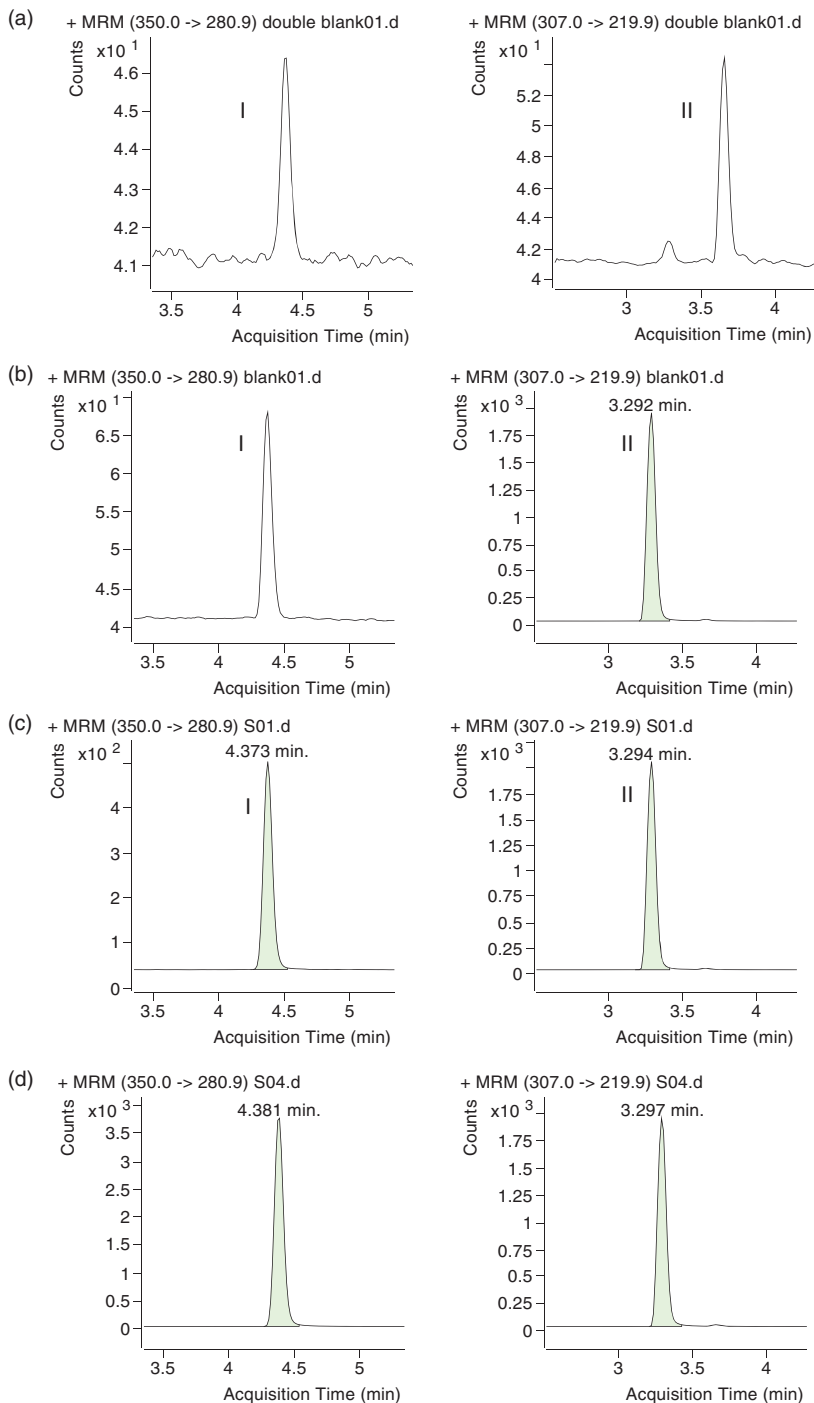 (a)
+ MRM (350.0 -> 280.9) double blank01.d
Counts
x10 1
4.6
4.5
4.4
4.3
4.2
4.1
I
3.5 4 4.5 5
Acquisition Time (min)
+ MRM (307.0 -> 219.9) double blank01.d
Counts
x10 1
5.2
5
4.8
4.6
4.4
4.2
4
II
3 3.5 4
Acquisition Time (min)
(b)
+ MRM (350.0 -> 280.9) blank01.d
Counts
x10 1
6.5
6
5.5
5
4.5
4
I
3.5 4 4.5 5
Acquisition Time (min)
+ MRM (307.0 -> 219.9) blank01.d
Counts
x10 3
3.292 min.
1.75
1.5
1.25
1
0.75
0.5
0.25
0
II
3 3.5 4
Acquisition Time (min)
(c)
+ MRM (350.0 -> 280.9) S01.d
Counts
x10 2
4.373 min.
4
3
2
1
0
I
3.5 4 4.5 5
Acquisition Time (min)
+ MRM (307.0 -> 219.9) S01.d
Counts
x10 3
3.294 min.
1.75
1.5
1.25
1
0.75
0.5
0.25
0
II
3 3.5 4
Acquisition Time (min)
(d)
+ MRM (350.0 -> 280.9) S04.d
Counts
x10 3
4.381 min.
3.5
3
2.5
2
1.5
1
0.5
0
3.5 4 4.5 5
Acquisition Time (min)
+ MRM (307.0 -> 219.9) S04.d
Counts
x10 3
3.297 min.
1.75
1.5
1.25
1
0.75
0.5
0.25
0
3 3.5 4
Acquisition Time (min)